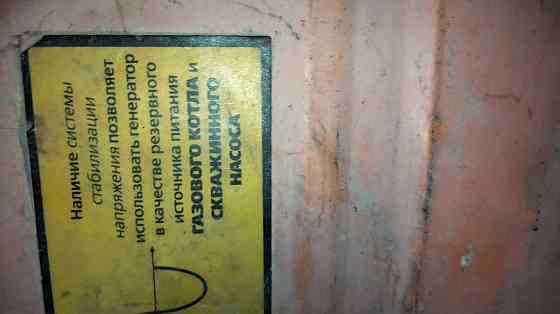 Наличие системы
стабилизации
напряжения позволяет
использовать генератор
в качестве резервного
источника питания
ГАЗОВОГО КОТЛА и
СКВАЖИННОГО
НАСОСА